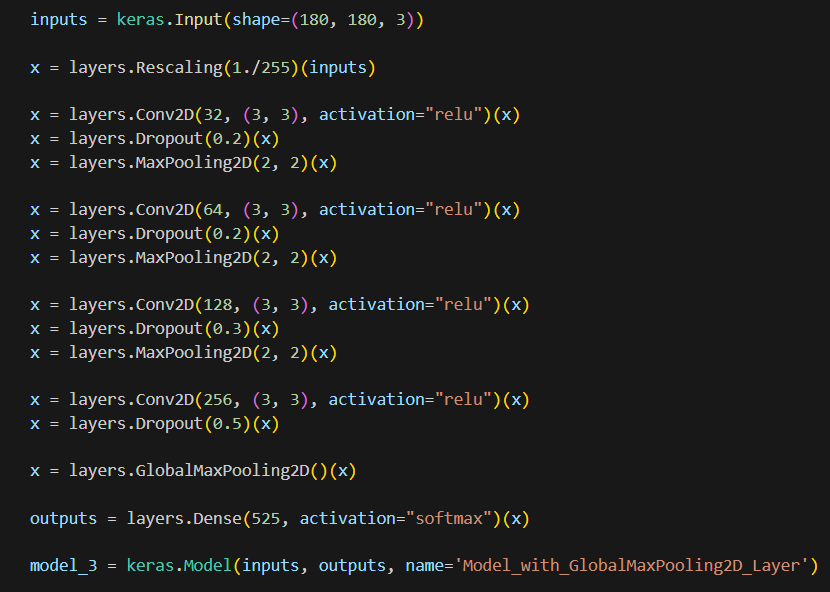 inputs = keras.Input(shape=(180, 180, 3))
x = layers.Rescaling(1./255)(inputs)
x = layers.Conv2D(32, (3, 3), activation="relu")(x)
x = layers.Dropout(0.2)(x)
x = layers.MaxPooling2D(2, 2)(x)
x = layers.Conv2D(64, (3, 3), activation="relu")(x)
x = layers.Dropout(0.2)(x)
x = layers.MaxPooling2D(2, 2)(x)
x = layers.Conv2D(128, (3, 3), activation="relu")(x)
x = layers.Dropout(0.3)(x)
x = layers.MaxPooling2D(2, 2)(x)
x = layers.Conv2D(256, (3, 3), activation="relu")(x)
x = layers.Dropout(0.5)(x)
x = layers.GlobalMaxPooling2D()(x)
outputs = layers.Dense(525, activation="softmax")(x)
model_3 = keras.Model(inputs, outputs, name='Model_with_GlobalMaxPooling2D_Layer')